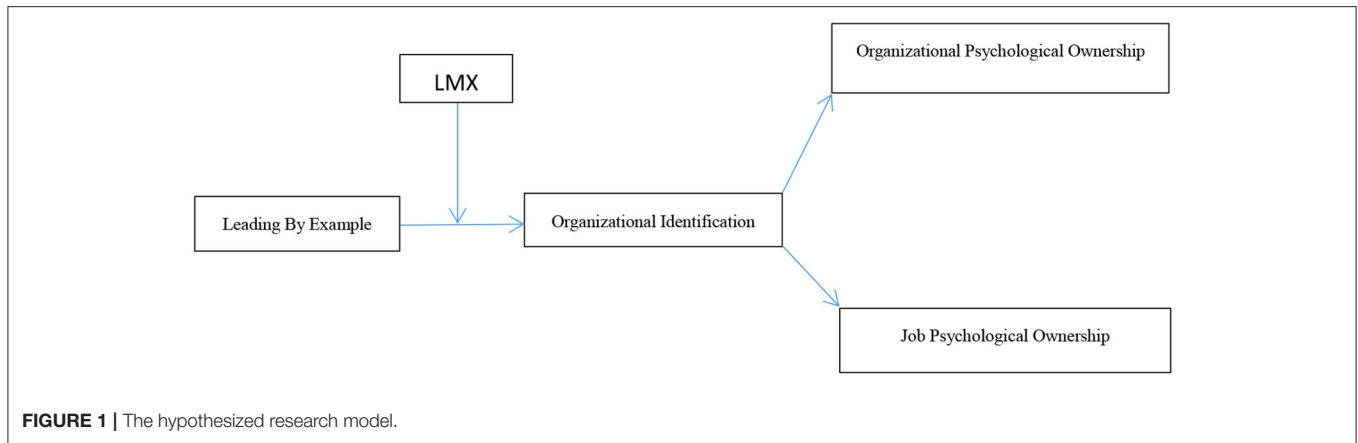 Organizational Psychological Ownership
LMX
Leading By Example
Organizational Identification
Job Psychological Ownership
FIGURE 1 | The hypothesized research model.